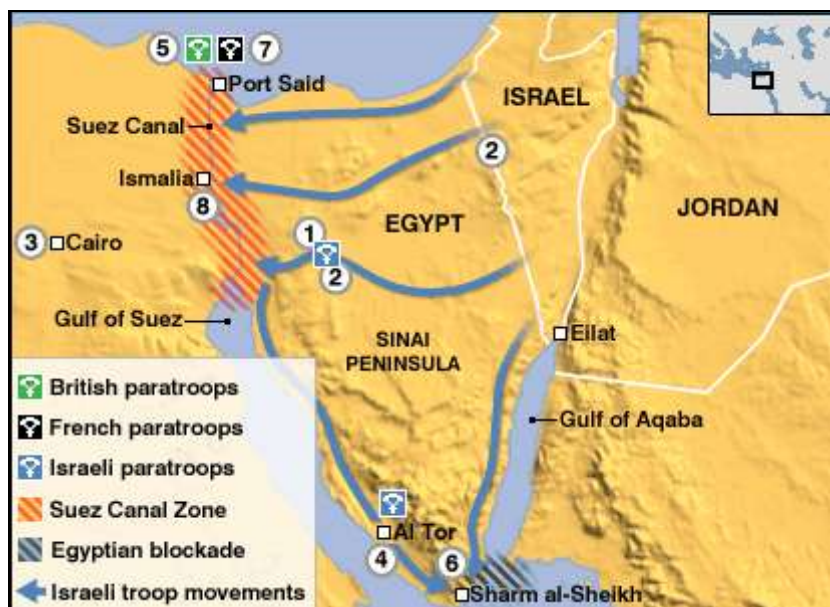 5
7
Port Said
ISRAEL
Suez Canal
2
Ismalia
8
JORDAN
3
Cairo
1
EGYPT
2
Gulf of Suez
SINAI
PENINSULA
Eilat
Gulf of Aqaba
British paratroops
French paratroops
Israeli paratroops
Suez Canal Zone
Egyptian blockade
Israeli troop movements
Al Tor
4
6
Sharm al-Sheikh